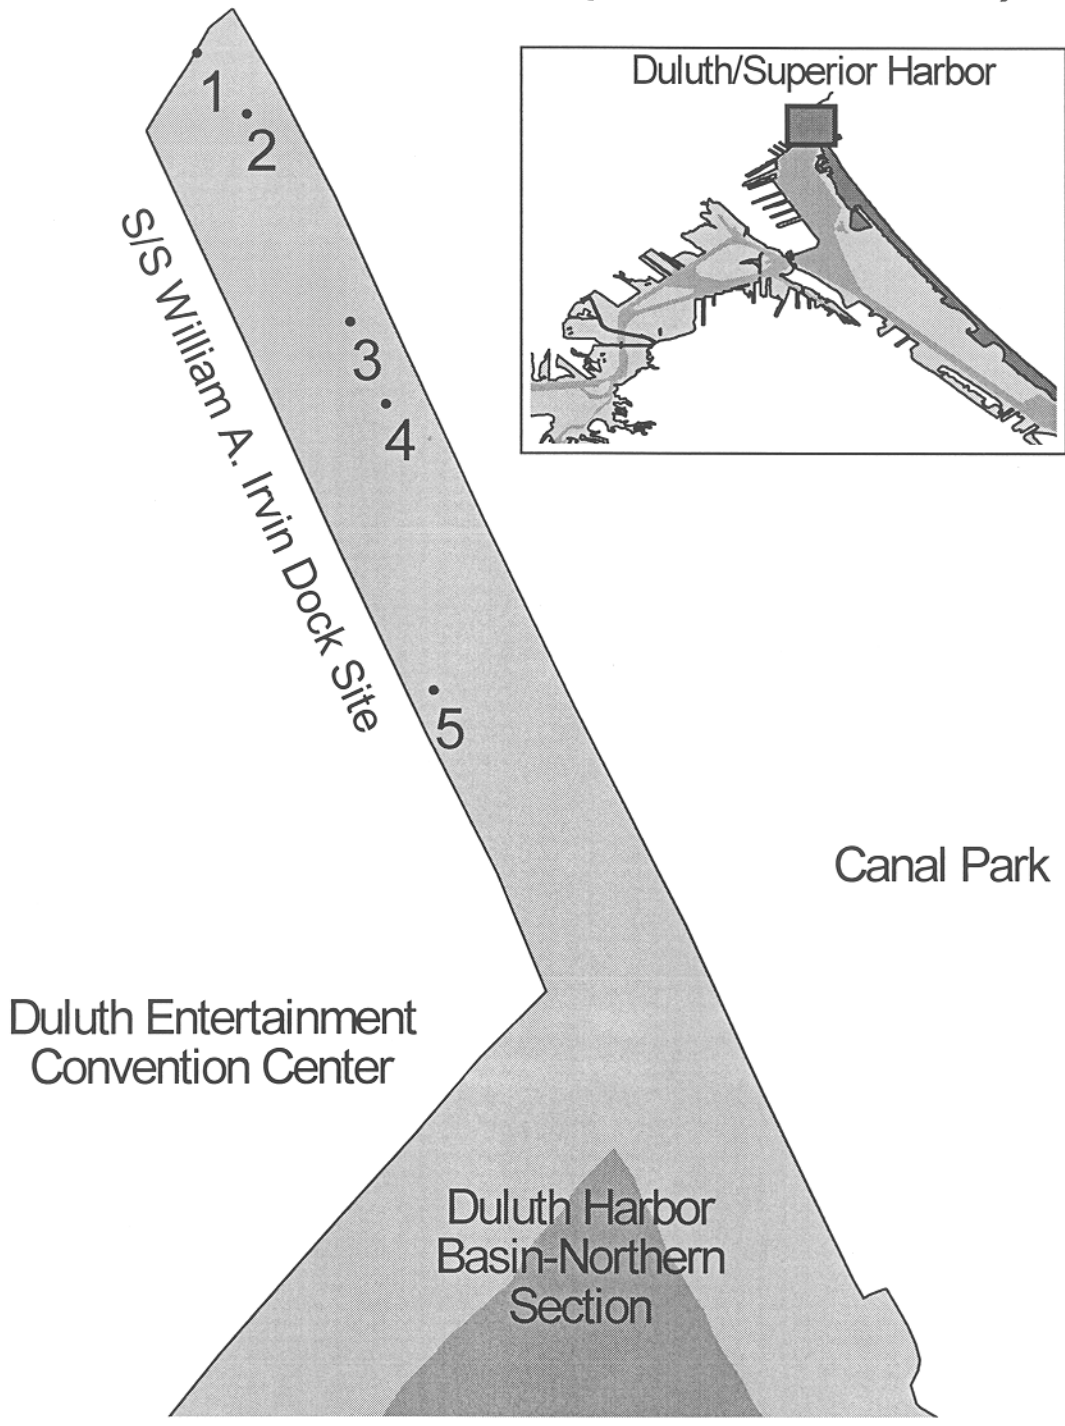 Duluth/Superior Harbor
1
2
S/S William A. Irvin Dock Site
3
4
5
Canal Park
Duluth Entertainment
Convention Center
Duluth Harbor
Basin-Northern
Section